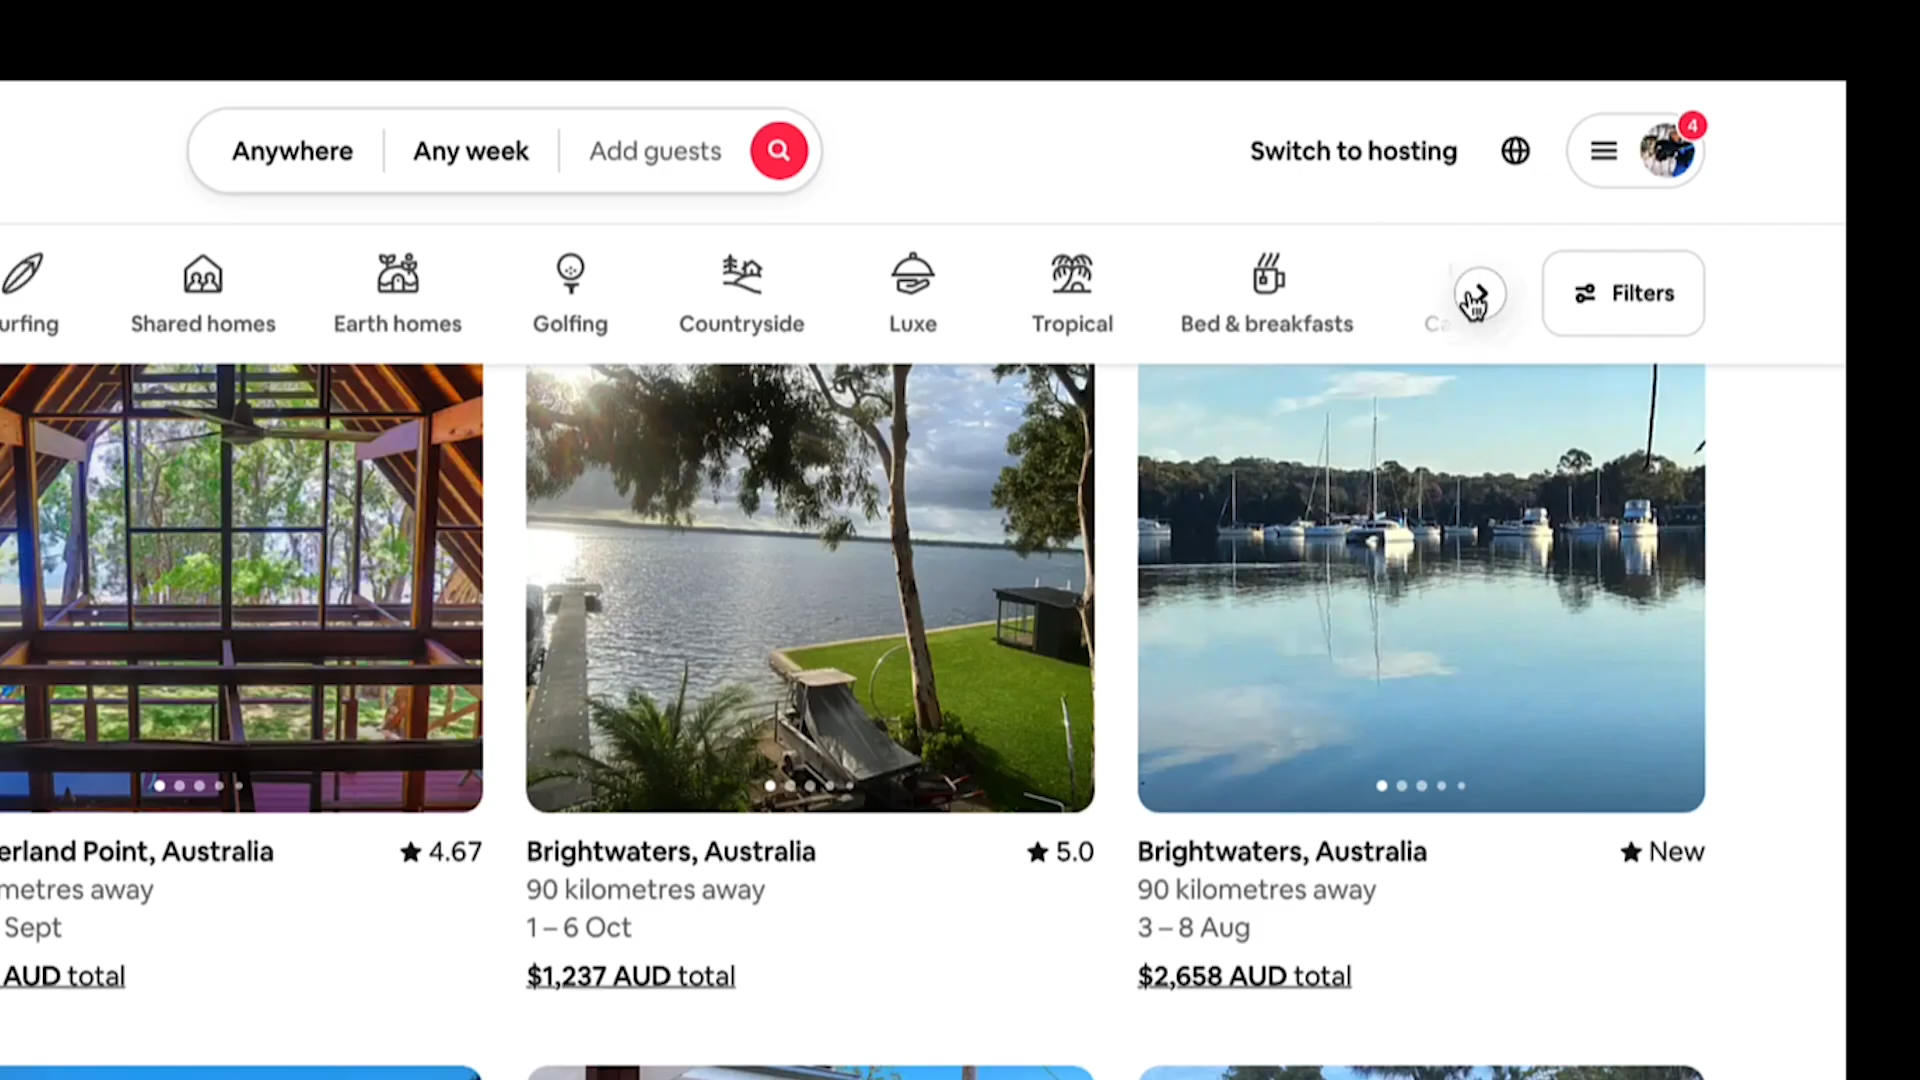 Anywhere Any week Add guests
Switch to hosting
4
urfing Shared homes Earth homes Golfing Countryside Luxe Tropical Bed & breakfasts Ca
Filters
erland Point, Australia 4.67
metres away
Sept
AUD total
Brightwaters, Australia 5.0
90 kilometres away
1 – 6 Oct
$1,237 AUD total
Brightwaters, Australia New
90 kilometres away
3 – 8 Aug
$2,658 AUD total